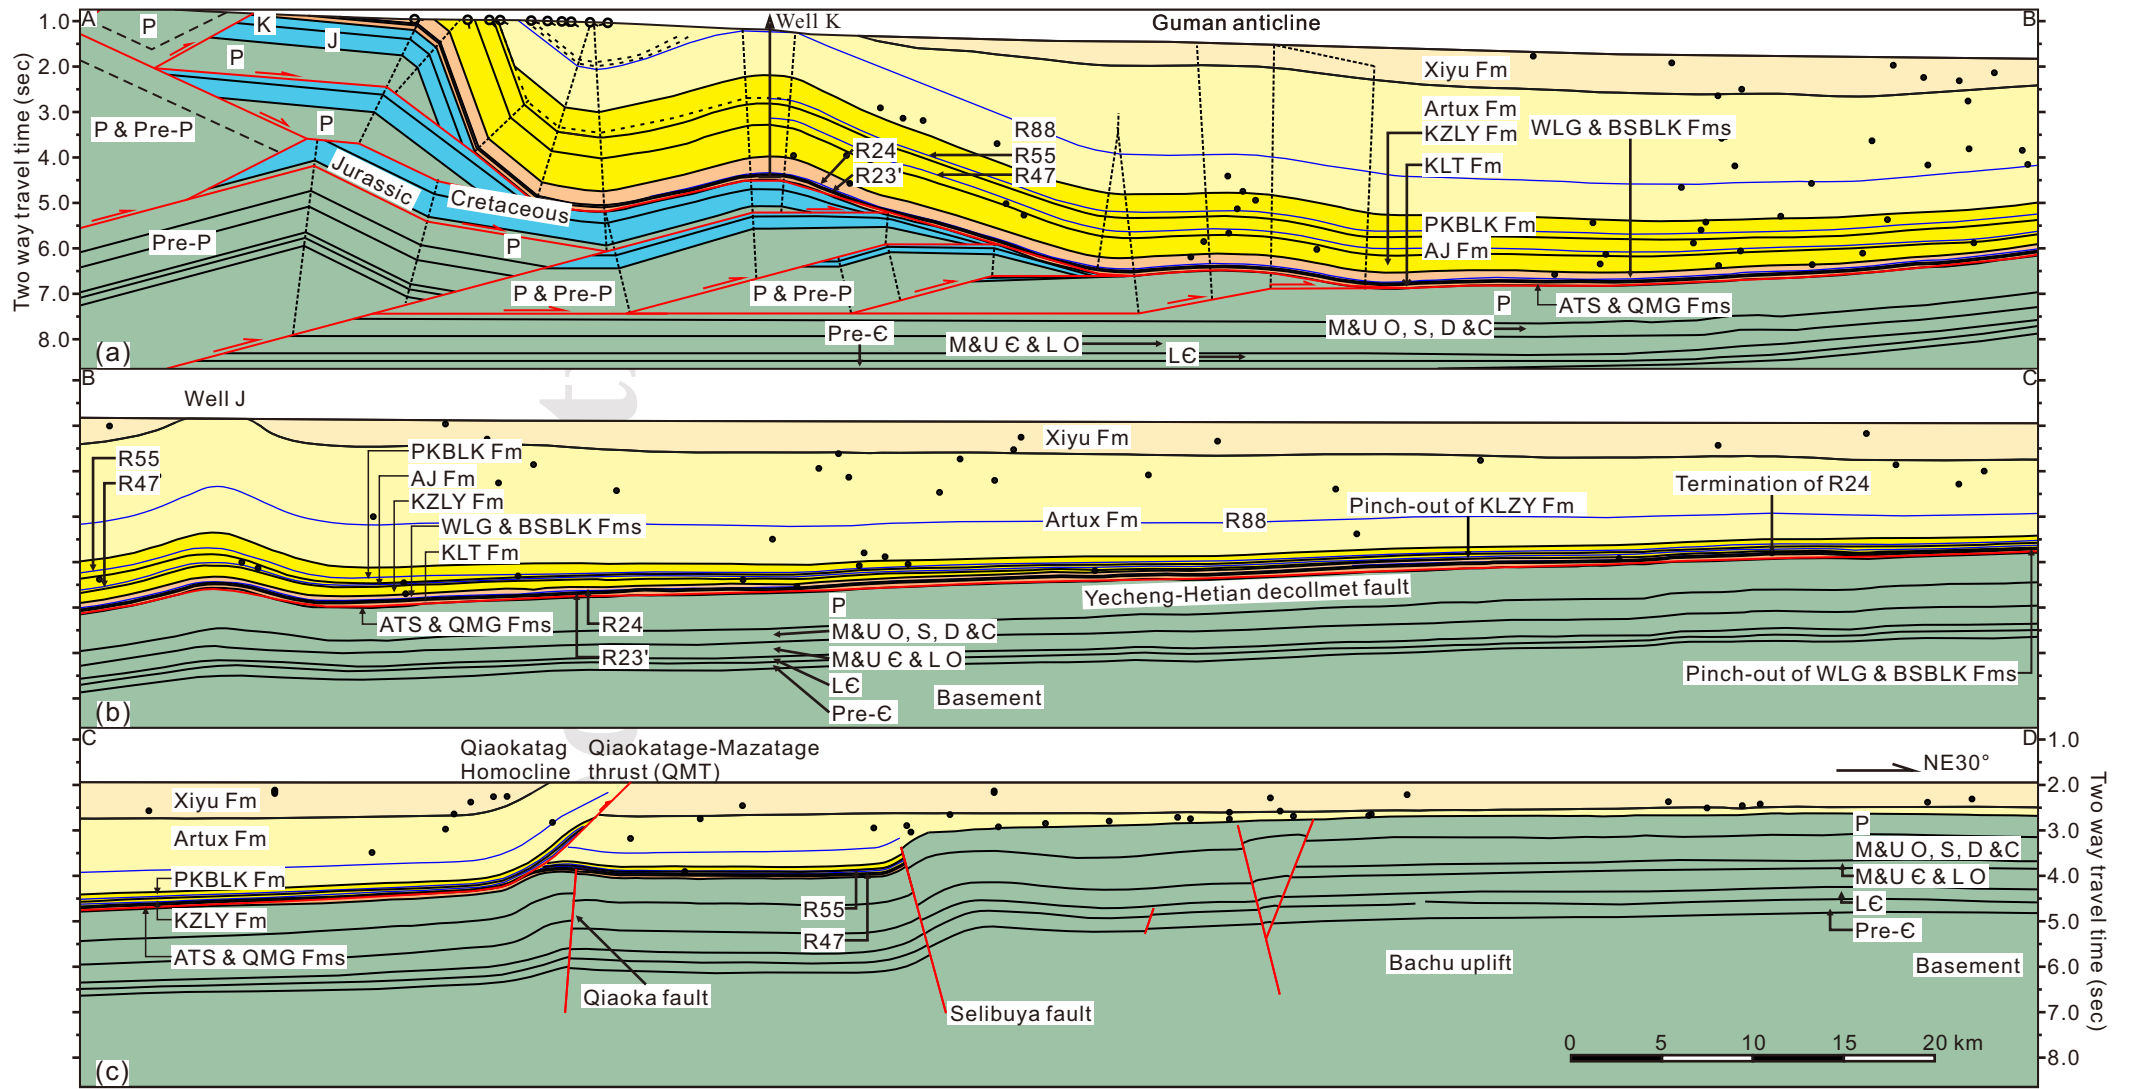 A
B
1.0
2.0
3.0
4.0
5.0
6.0
7.0
8.0
Two way travel time (sec)
P
K
J
P
Well K
Guman anticline
Xiyu Fm
Artux Fm
KZLY Fm
WLG & BSBLK Fms
KLT Fm
P & Pre-P
P
R88
R55
R47
R24
R23'
Jurassic
Cretaceous
Pre-P
P
PKBLK Fm
AJ Fm
P & Pre-P
P & Pre-P
P
ATS & QMG Fms
Pre-Є
M&U Є & L O
M&U O, S, D &C
LЄ
(a)
B
C
Well J
Xiyu Fm
R55
R47'
PKBLK Fm
AJ Fm
KZLY Fm
WLG & BSBLK Fms
KLT Fm
Artux Fm
R88
Pinch-out of KLZY Fm
Termination of R24
Yecheng-Hetian decollmet fault
ATS & QMG Fms
R24
R23'
P
M&U O, S, D &C
M&U Є & L O
LЄ
Pre-Є
Basement
Pinch-out of WLG & BSBLK Fms
(b)
C
D
Qiaokatag
Homocline
Qiaokatage-Mazatage
thrust (QMT)
NE30°
1.0
2.0
3.0
4.0
5.0
6.0
7.0
8.0
Two way travel time (sec)
Xiyu Fm
Artux Fm
PKBLK Fm
KZLY Fm
ATS & QMG Fms
R55
R47
Qiaoka fault
Selibuya fault
P
M&U O, S, D &C
M&U Є & L O
LЄ
Pre-Є
Bachu uplift
Basement
0 5 10 15 20 km
(c)